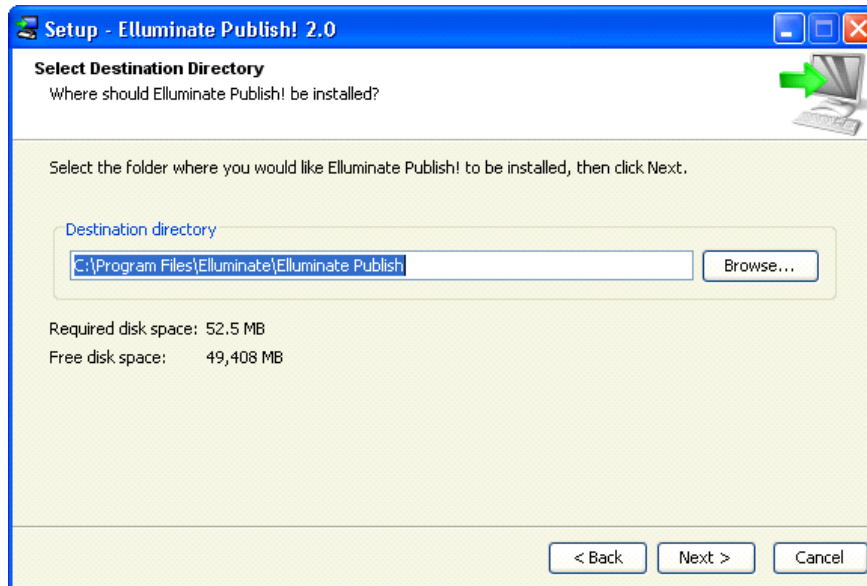 Setup - Elluminate Publish! 2.0
Select Destination Directory
Where should Elluminate Publish! be installed?
Select the folder where you would like Elluminate Publish! to be installed, then click Next.
Destination directory
C:\Program Files\Elluminate\Elluminate Publish
Browse...
Required disk space: 52.5 MB
Free disk space: 49,408 MB
< Back Next > Cancel